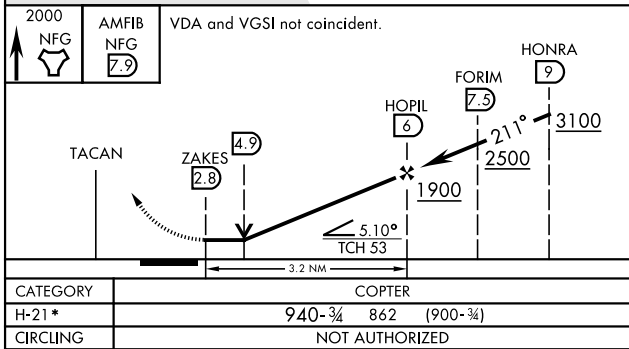 2000
NFG
AMFIB
NFG
7.9
VDA and VGSI not coincident.
HONRA
9
FORIM
7.5
HOPIL
6
211°
3100
2500
1900
TACAN
ZAKES
2.8
4.9
5.10°
TCH 53
3.2 NM
CATEGORY COPTER
H-21* 940-¾ 862 (900-¾)
CIRCLING NOT AUTHORIZED